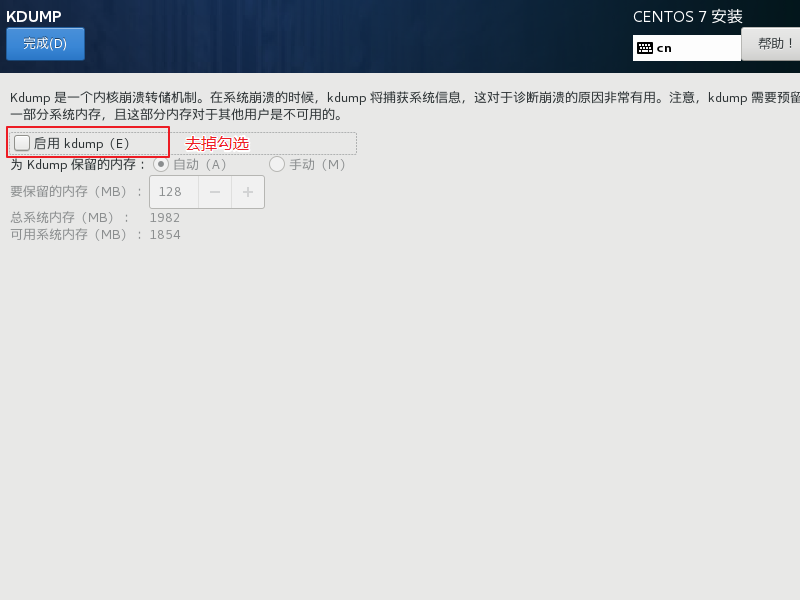 KDUMP
CENTOS 7 安装
完成(D)
cn
帮助！
Kdump 是一个内核崩溃转储机制。在系统崩溃的时候，kdump 将捕获系统信息，这对于诊断崩溃的原因非常有用。注意，kdump 需要预留
一部分系统内存，且这部分内存对于其他用户是不可用的。
启用 kdump（E） 去掉勾选
为 Kdump 保留的内存： 自动（A） 手动（M）
要保留的内存（MB）： 128 − +
总系统内存（MB）： 1982
可用系统内存（MB）： 1854